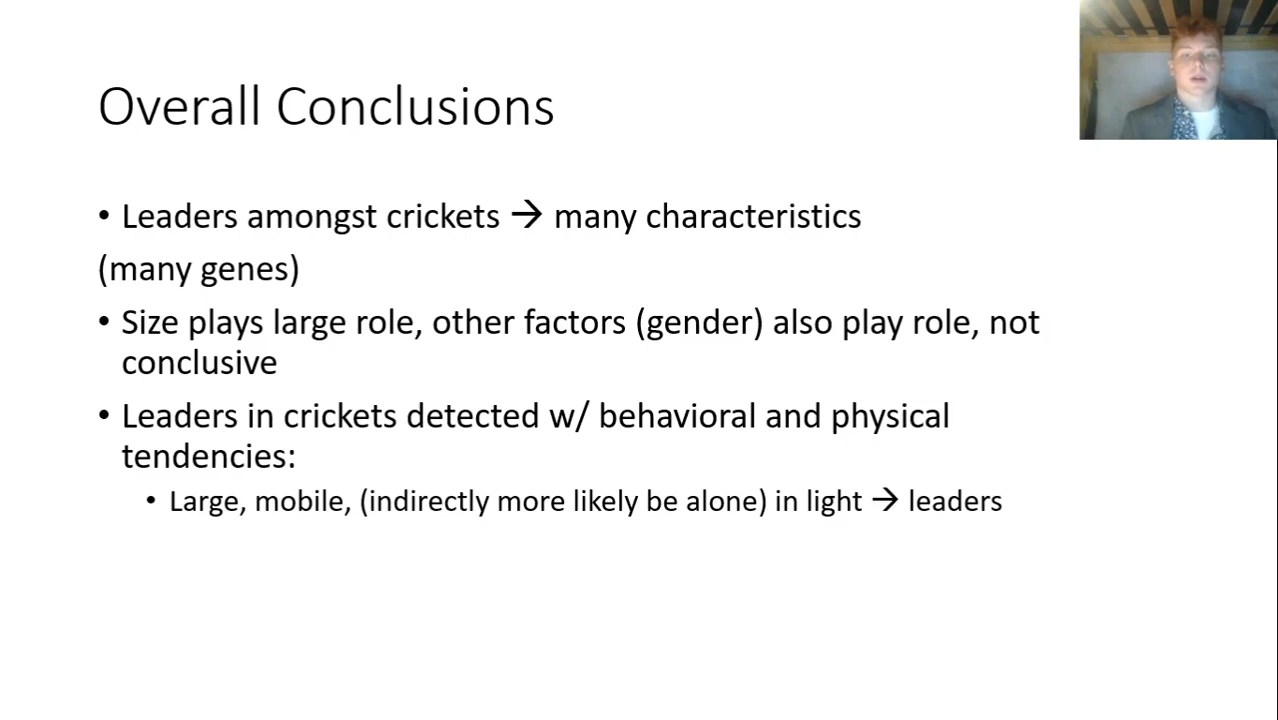 Overall Conclusions
• Leaders amongst crickets → many characteristics
(many genes)
• Size plays large role, other factors (gender) also play role, not
conclusive
• Leaders in crickets detected w/ behavioral and physical
tendencies:
• Large, mobile, (indirectly more likely be alone) in light → leaders